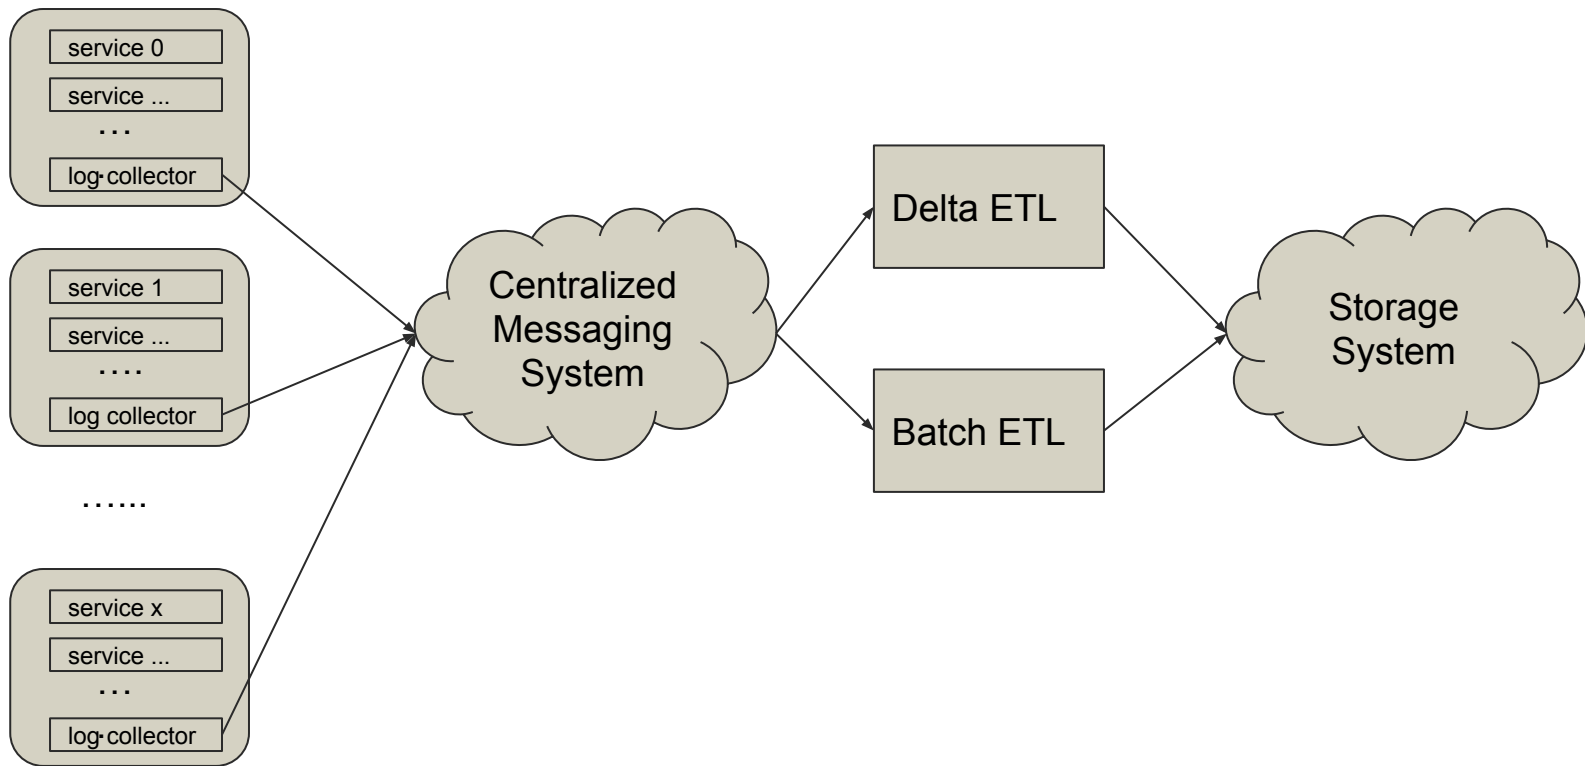 service 0
service ...
...
log collector
service 1
service ...
....
log collector
......
service x
service ...
...
log collector
Centralized
Messaging
System
Delta ETL
Batch ETL
Storage
System